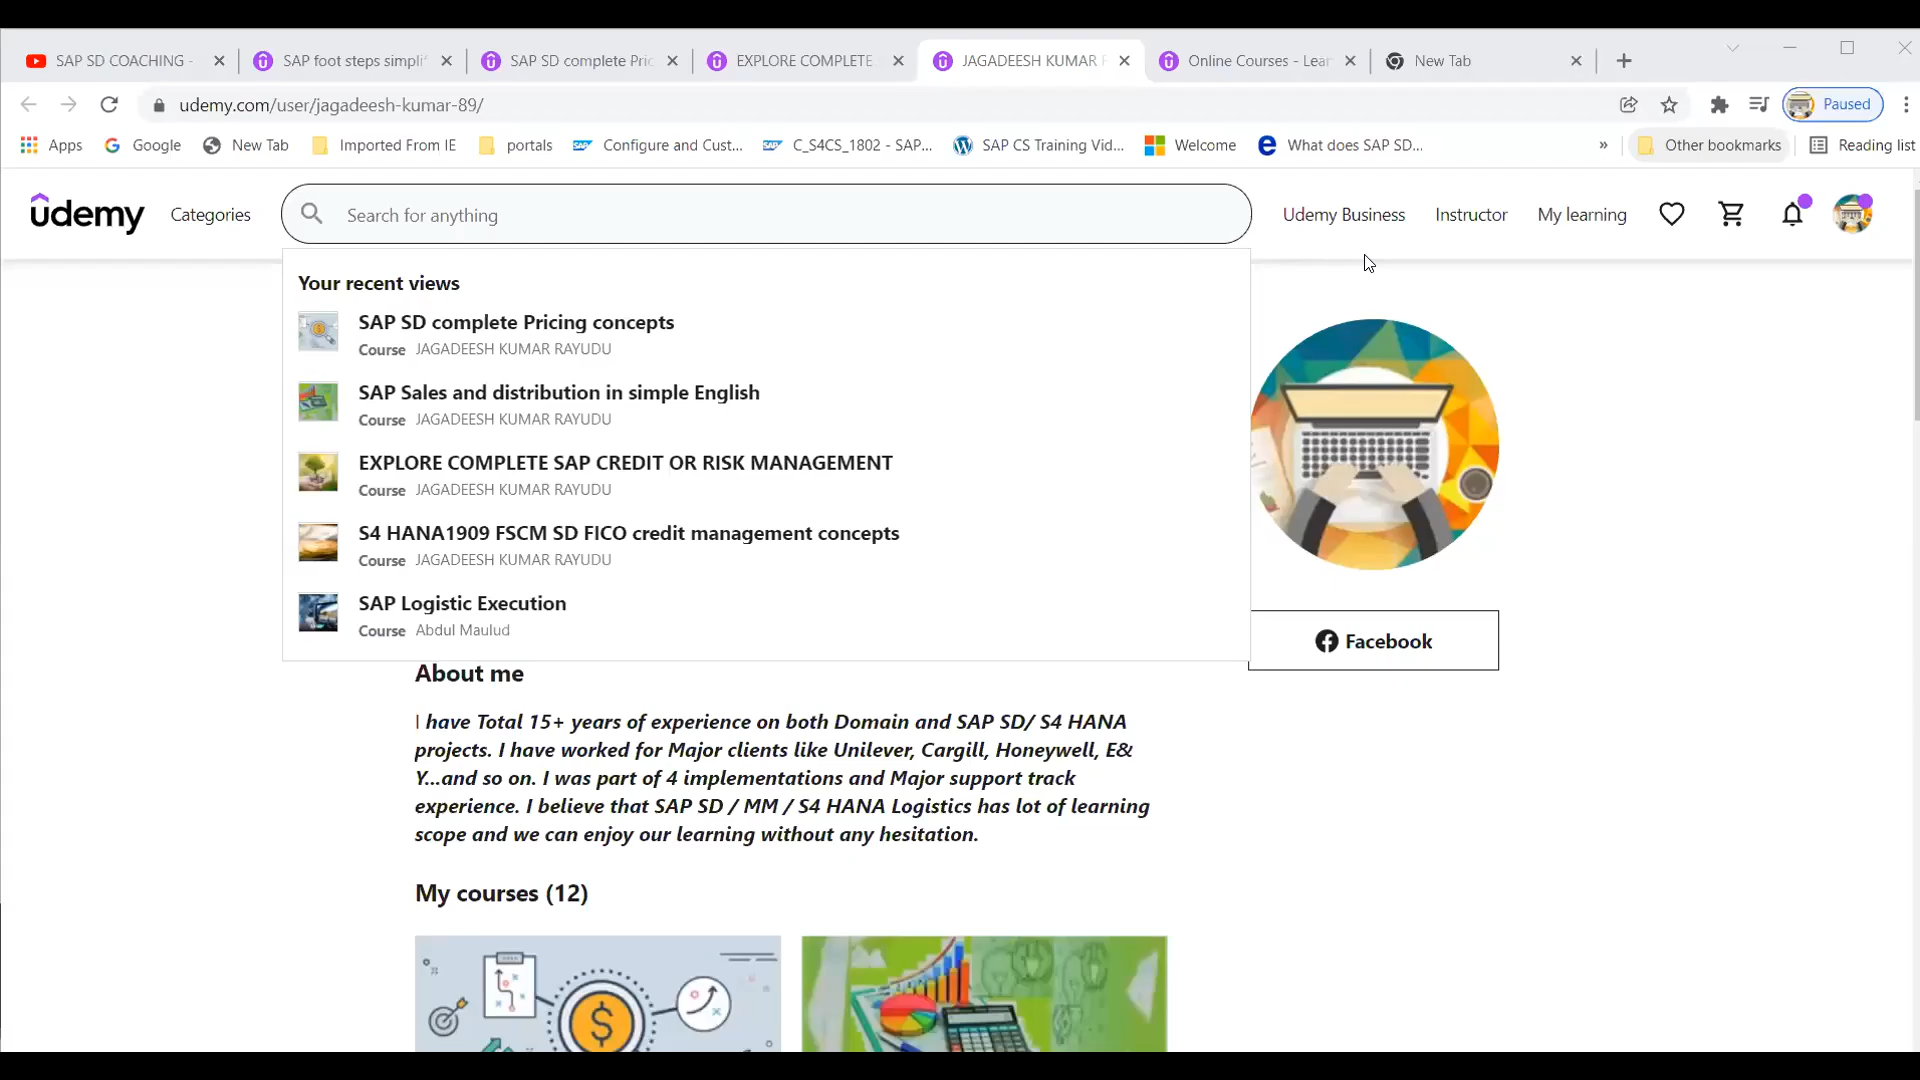 SAP SD COACHING -
SAP foot steps simplif
SAP SD complete Pric
EXPLORE COMPLETE
JAGADEESH KUMAR R
Online Courses - Lear
New Tab
udemy.com/user/jagadeesh-kumar-89/
Paused
Apps
Google
New Tab
Imported From IE
portals
Configure and Cust...
C_S4CS_1802 - SAP...
SAP CS Training Vid...
Welcome
What does SAP SD...
»
Other bookmarks
Reading list
udemy
Categories
Search for anything
Udemy Business
Instructor
My learning
Your recent views
SAP SD complete Pricing concepts
Course JAGADEESH KUMAR RAYUDU
SAP Sales and distribution in simple English
Course JAGADEESH KUMAR RAYUDU
EXPLORE COMPLETE SAP CREDIT OR RISK MANAGEMENT
Course JAGADEESH KUMAR RAYUDU
S4 HANA1909 FSCM SD FICO credit management concepts
Course JAGADEESH KUMAR RAYUDU
SAP Logistic Execution
Course Abdul Maulud
Facebook
About me
I have Total 15+ years of experience on both Domain and SAP SD/ S4 HANA
projects. I have worked for Major clients like Unilever, Cargill, Honeywell, E&
Y...and so on. I was part of 4 implementations and Major support track
experience. I believe that SAP SD / MM / S4 HANA Logistics has lot of learning
scope and we can enjoy our learning without any hesitation.
My courses (12)